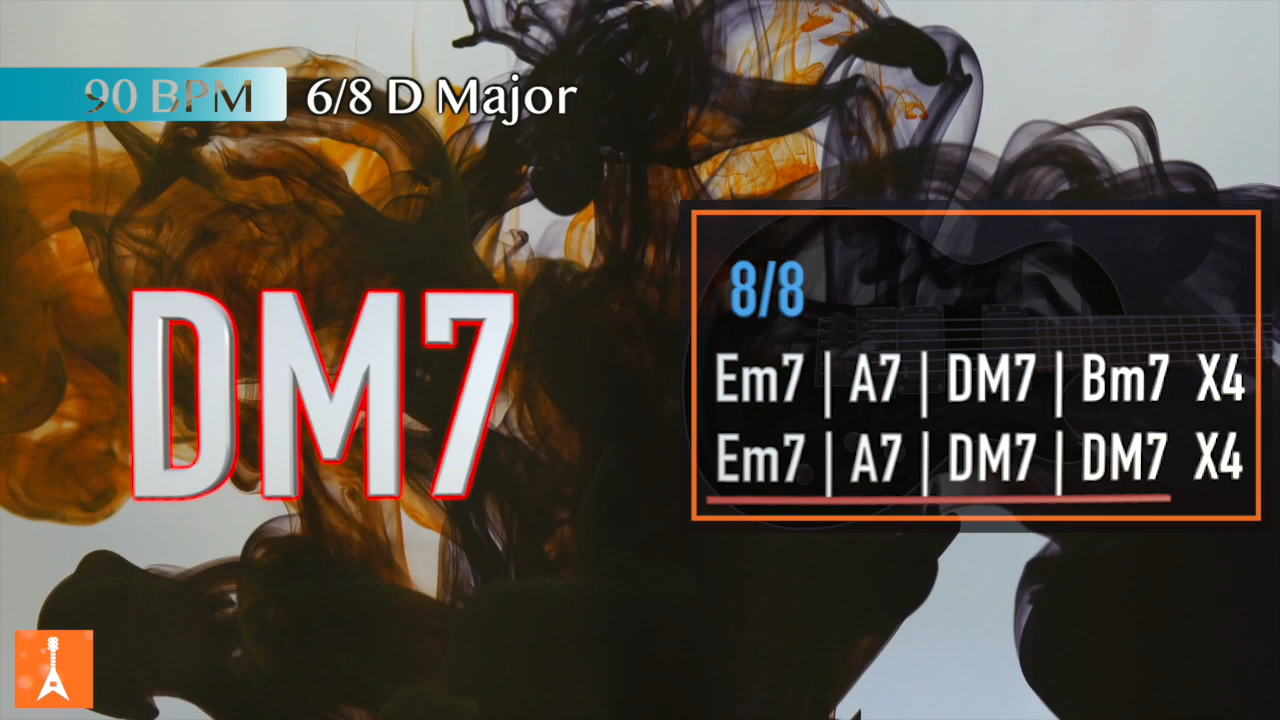 90 BPM 6/8 D Major
DM7
8/8
Em7 | A7 | DM7 | Bm7 X4
Em7 | A7 | DM7 | DM7 X4